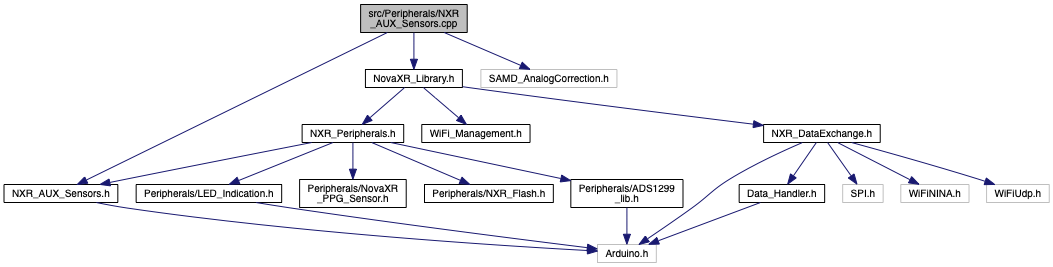 src/Peripherals/NXR
_AUX_Sensors.cpp
NovaXR_Library.h
SAMD_AnalogCorrection.h
NXR_Peripherals.h
WiFi_Management.h
NXR_DataExchange.h
NXR_AUX_Sensors.h
Peripherals/LED_Indication.h
Peripherals/NovaXR
_PPG_Sensor.h
Peripherals/NXR_Flash.h
Peripherals/ADS1299
_lib.h
Data_Handler.h
SPI.h
WiFiNINA.h
WiFiUdp.h
Arduino.h